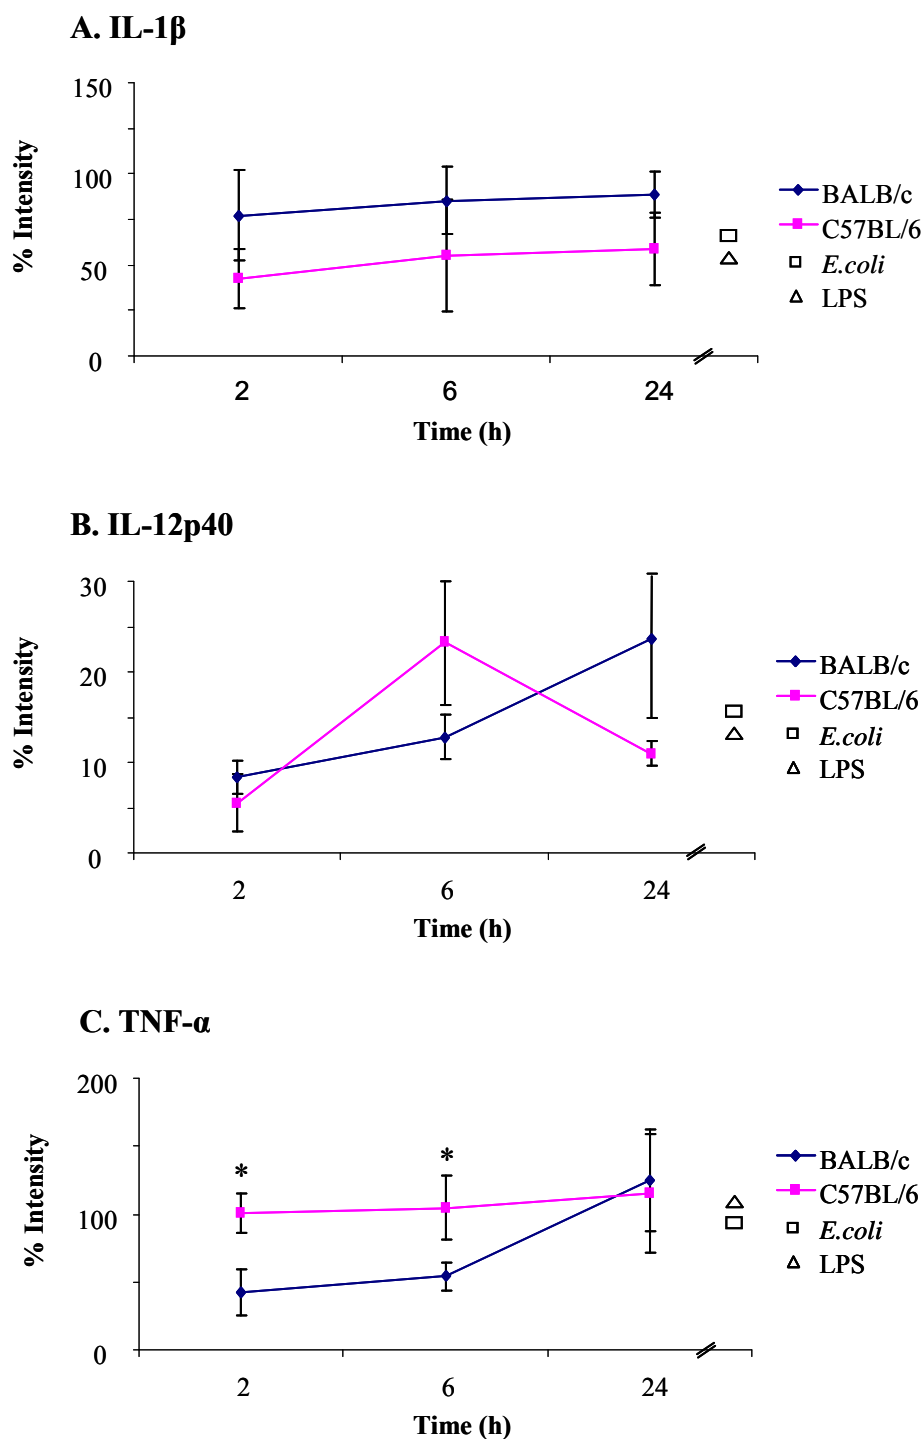 A. IL-1β
150
100
50
0
% Intensity
2 6 24
Time (h)
BALB/c
C57BL/6
E.coli
LPS
B. IL-12p40
30
20
10
0
% Intensity
2 6 24
Time (h)
BALB/c
C57BL/6
E.coli
LPS
C. TNF-α
200
100
0
% Intensity
* *
2 6 24
Time (h)
BALB/c
C57BL/6
E.coli
LPS